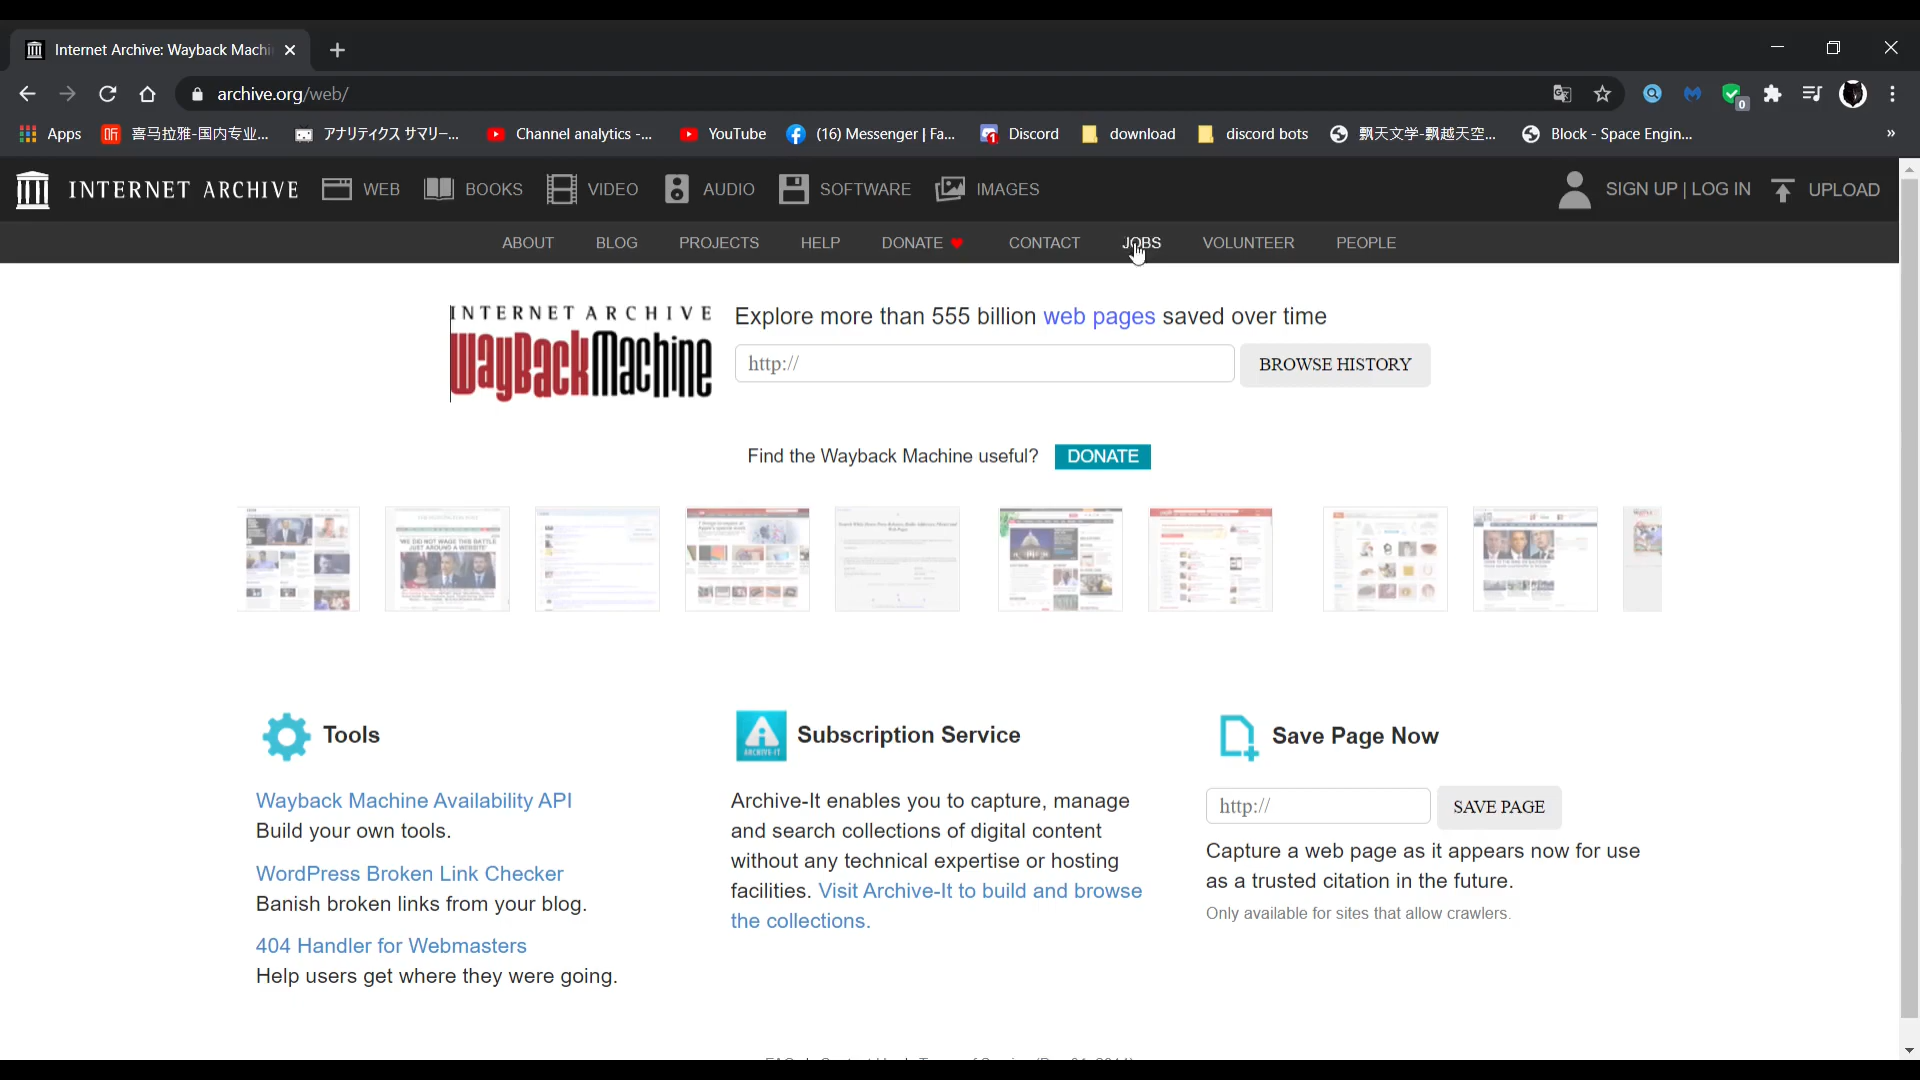 Internet Archive: Wayback Machi
archive.org/web/
Apps 喜马拉雅-国内专业... アナリティクス サマリー... Channel analytics -... YouTube (16) Messenger | Fa... Discord download discord bots 飘天文学-飘越天空... Block - Space Engin... »
INTERNET ARCHIVE WEB BOOKS VIDEO AUDIO SOFTWARE IMAGES SIGN UP | LOG IN UPLOAD
ABOUT BLOG PROJECTS HELP DONATE CONTACT JOBS VOLUNTEER PEOPLE
INTERNET ARCHIVE
WayBackMachine
Explore more than 555 billion web pages saved over time
http:// BROWSE HISTORY
Find the Wayback Machine useful? DONATE
Tools
Wayback Machine Availability API
Build your own tools.
WordPress Broken Link Checker
Banish broken links from your blog.
404 Handler for Webmasters
Help users get where they were going.
ARCHIVE-IT
Subscription Service
Archive-It enables you to capture, manage
and search collections of digital content
without any technical expertise or hosting
facilities. Visit Archive-It to build and browse
the collections.
Save Page Now
http:// SAVE PAGE
Capture a web page as it appears now for use
as a trusted citation in the future.
Only available for sites that allow crawlers.